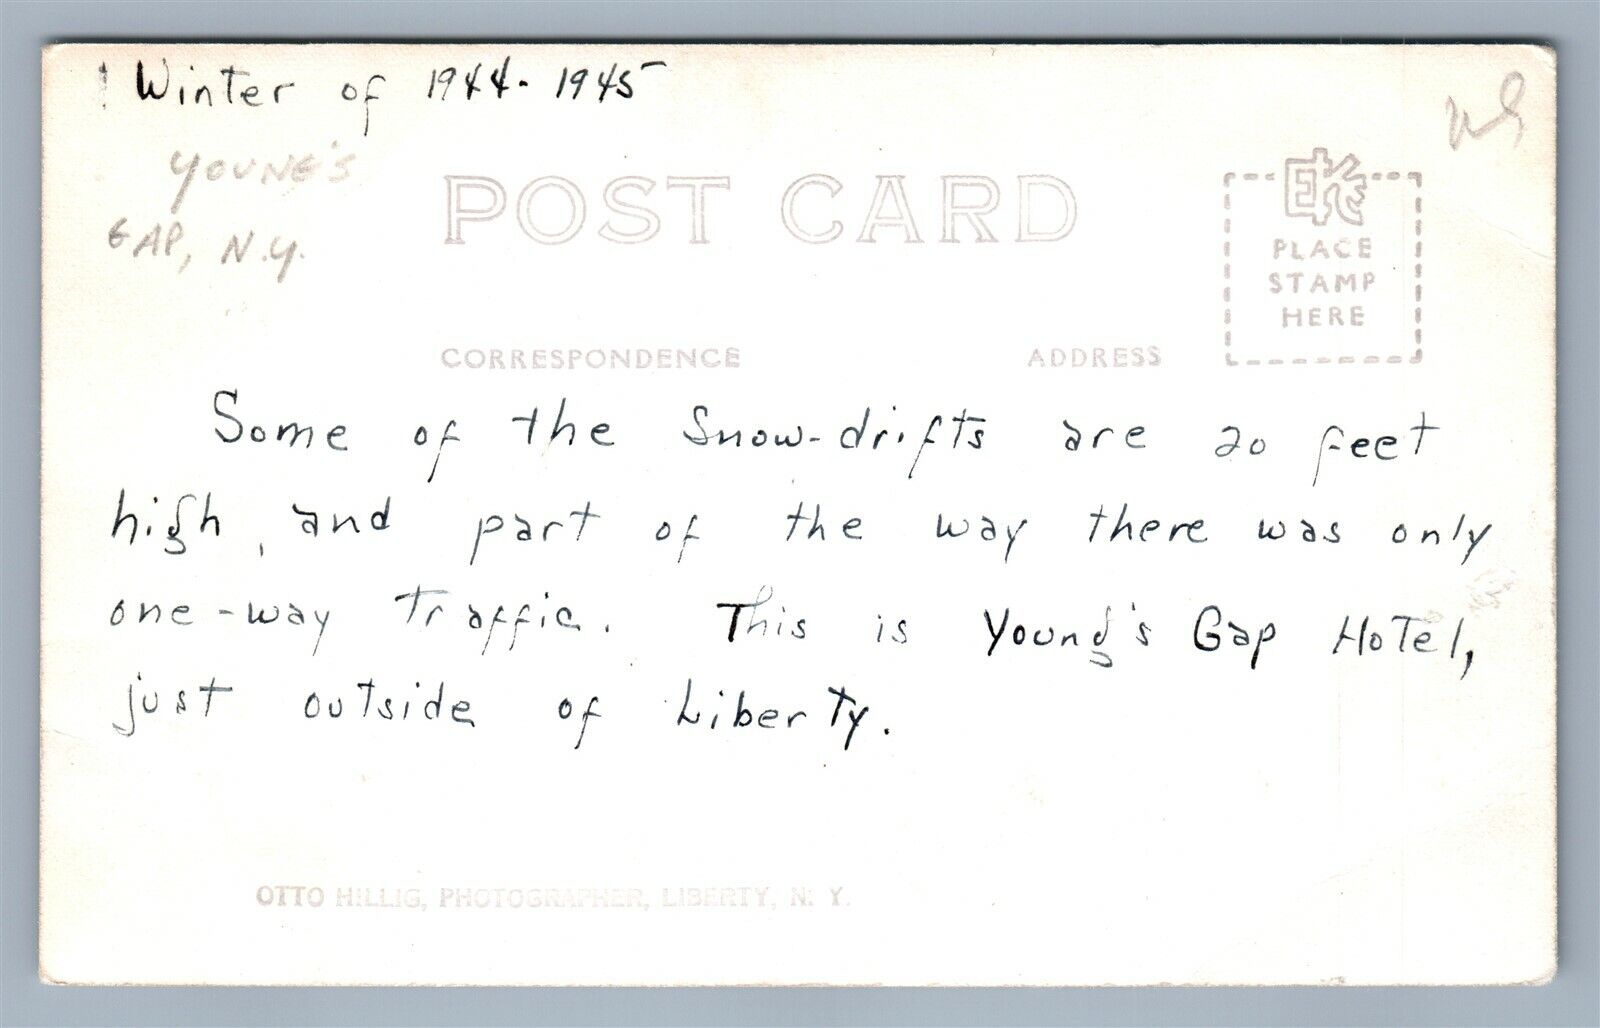 Winter of 1944-1945
YOUNG'S
GAP, N.Y.
POST CARD
EKC
PLACE
STAMP
HERE
CORRESPONDENCE
ADDRESS
Some of the Snow-drifts are 20 feet
high, and part of the way there was only
one-way Traffic. This is Young's Gap HoTel,
just outside of LiberTy.
OTTO HILLIG, PHOTOGRAPHER, LIBERTY, N. Y.